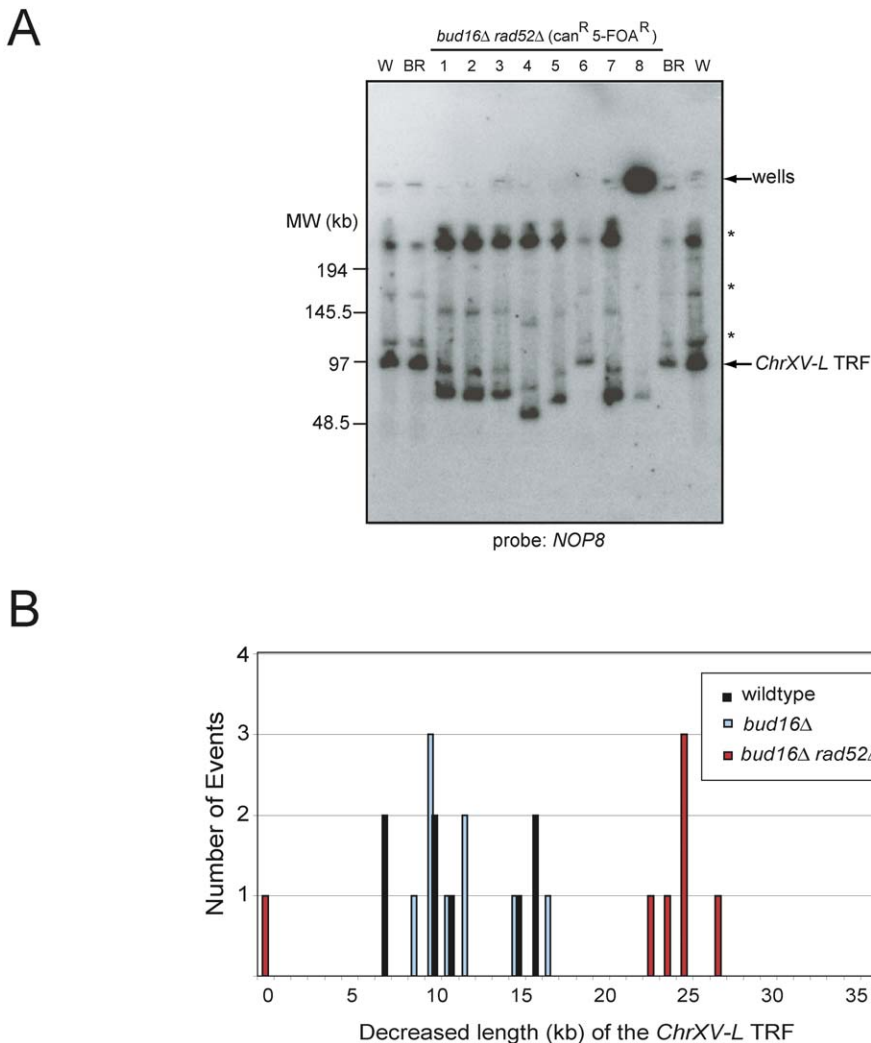 A
bud16Δ rad52Δ (canR 5-FOAR)
W BR 1 2 3 4 5 6 7 8 BR W
wells
MW (kb)
*
194
*
145.5
*
97
ChrXV-L TRF
48.5
probe: NOP8
B
4
3
2
1
Number of Events
wildtype
bud16Δ
bud16Δ rad52Δ
0 5 10 15 20 25 30 35
Decreased length (kb) of the ChrXV-L TRF